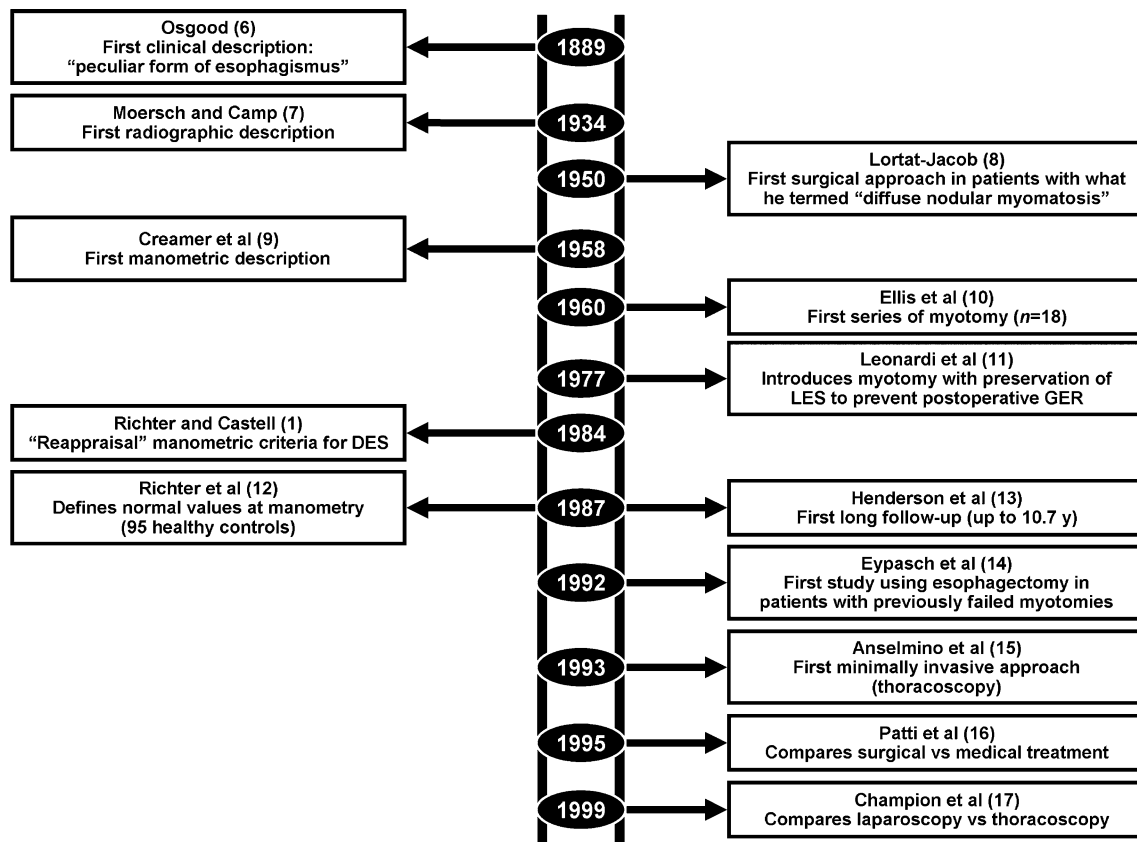 Osgood (6)
First clinical description:
“peculiar form of esophagismus”
1889
Moersch and Camp (7)
First radiographic description
1934
1950
Lortat-Jacob (8)
First surgical approach in patients with what
he termed “diffuse nodular myomatosis”
Creamer et al (9)
First manometric description
1958
1960
Ellis et al (10)
First series of myotomy (n=18)
1977
Leonardi et al (11)
Introduces myotomy with preservation of
LES to prevent postoperative GER
Richter and Castell (1)
“Reappraisal” manometric criteria for DES
1984
Richter et al (12)
Defines normal values at manometry
(95 healthy controls)
1987
Henderson et al (13)
First long follow-up (up to 10.7 y)
1992
Eypasch et al (14)
First study using esophagectomy in
patients with previously failed myotomies
1993
Anselmino et al (15)
First minimally invasive approach
(thoracoscopy)
1995
Patti et al (16)
Compares surgical vs medical treatment
1999
Champion et al (17)
Compares laparoscopy vs thoracoscopy